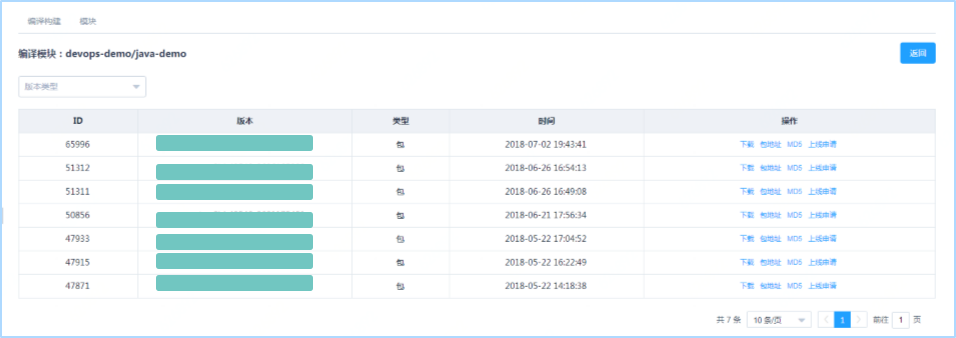 编译构建 模块
编译模块：devops-demo/java-demo 返回
版本类型
ID 版本 类型 时间 操作
65996 包 2018-07-02 19:43:41 下载 包地址 MD5 上线申请
51312 包 2018-06-26 16:54:13 下载 包地址 MD5 上线申请
51311 包 2018-06-26 16:49:08 下载 包地址 MD5 上线申请
50856 包 2018-06-21 17:56:34 下载 包地址 MD5 上线申请
47933 包 2018-05-22 17:04:52 下载 包地址 MD5 上线申请
47915 包 2018-05-22 16:22:49 下载 包地址 MD5 上线申请
47871 包 2018-05-22 14:18:38 下载 包地址 MD5 上线申请
共 7 条 10 条/页 1 前往 1 页